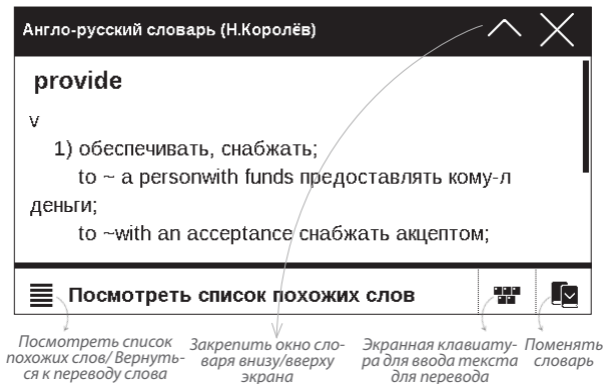 Англо-русский словарь (Н.Королёв)
provide
v
1) обеспечивать, снабжать;
to ~ a personwith funds предоставлять кому-л
деньги;
to ~with an acceptance снабжать акцептом;
Посмотреть список похожих слов
Посмотреть список
похожих слов/ Вернуть-
ся к переводу слова
Закрепить окно сло-
варя внизу/вверху
экрана
Экранная клавиату-
ра для ввода текста
для перевода
Поменять
словарь